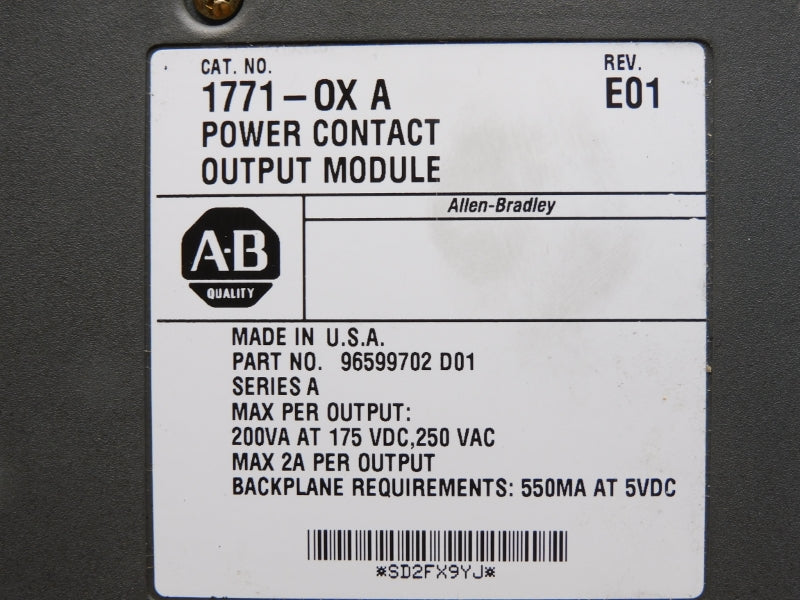 CAT. NO.
REV.
1771-OX A
E01
POWER CONTACT
OUTPUT MODULE
Allen-Bradley
A-B
QUALITY
MADE IN U.S.A.
PART NO. 96599702 D01
SERIES A
MAX PER OUTPUT:
200VA AT 175 VDC,250 VAC
MAX 2A PER OUTPUT
BACKPLANE REQUIREMENTS: 550MA AT 5VDC
*SD2FX9YJ*